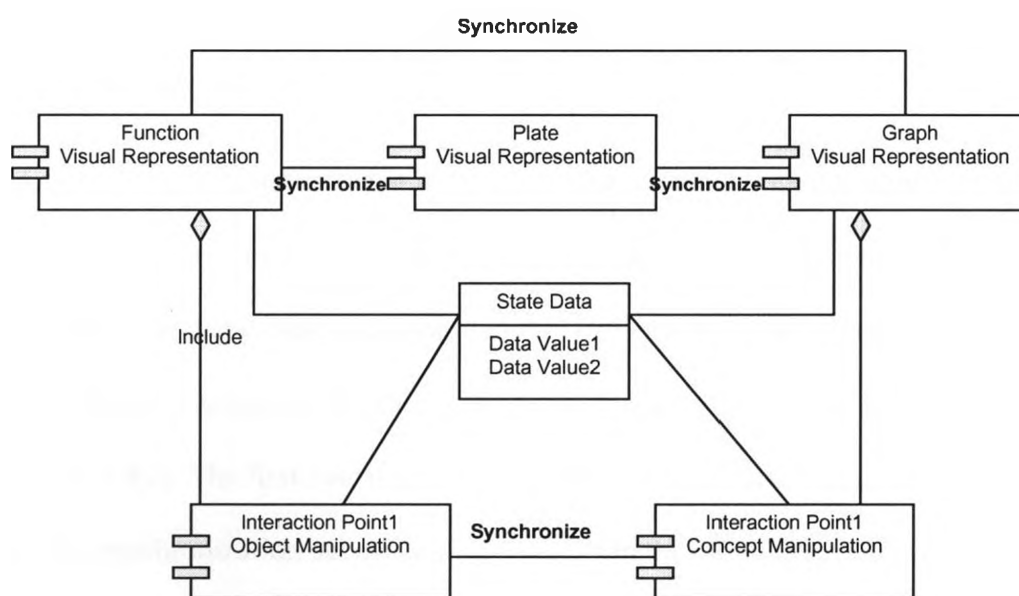 Synchronize
Function
Visual Representation
Plate
Visual Representation
Graph
Visual Representation
Synchronize
Synchronize
State Data
Data Value1
Data Value2
Include
Interaction Point1
Object Manipulation
Synchronize
Interaction Point1
Concept Manipulation